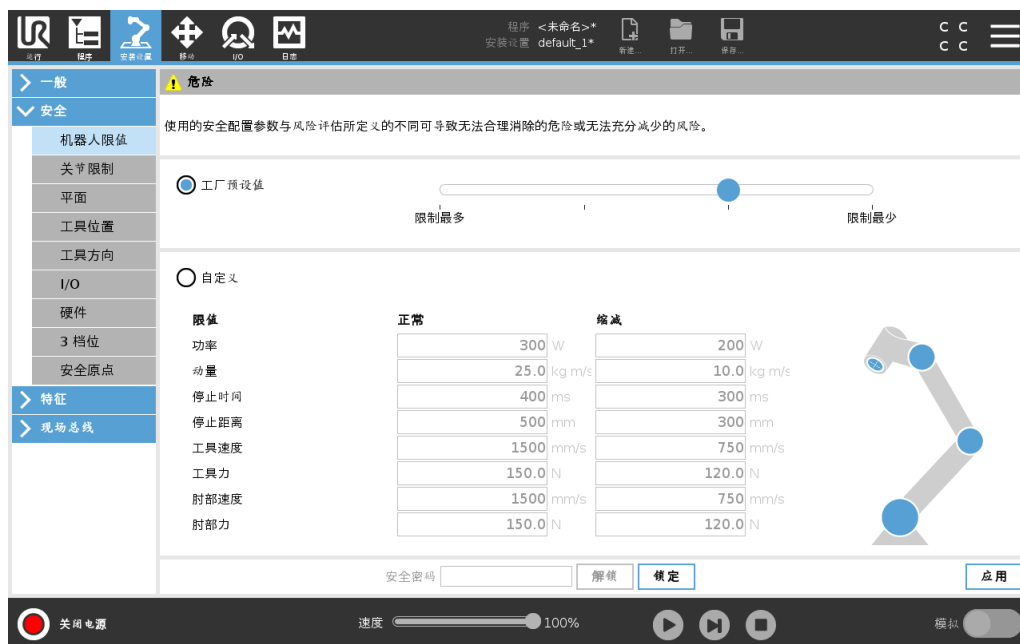 UR
运行
程序
安装设置
移动
I/O
日志
程序 <未命名>*
安装设置 default_1*
新建...
打开...
保存...
C C
C C
一般
安全
机器人限值
关节限制
平面
工具位置
工具方向
I/O
硬件
3 档位
安全原点
特征
现场总线
危险
使用的安全配置参数与风险评估所定义的不同可导致无法合理消除的危险或无法充分减少的风险。
工厂预设值
限制最多 限制最少
自定义
限值 正常 缩减
功率 300 W 200 W
动量 25.0 kg m/s 10.0 kg m/s
停止时间 400 ms 300 ms
停止距离 500 mm 300 mm
工具速度 1500 mm/s 750 mm/s
工具力 150.0 N 120.0 N
肘部速度 1500 mm/s 750 mm/s
肘部力 150.0 N 120.0 N
安全密码 解锁 锁定 应用
关闭电源 速度 100% 模拟